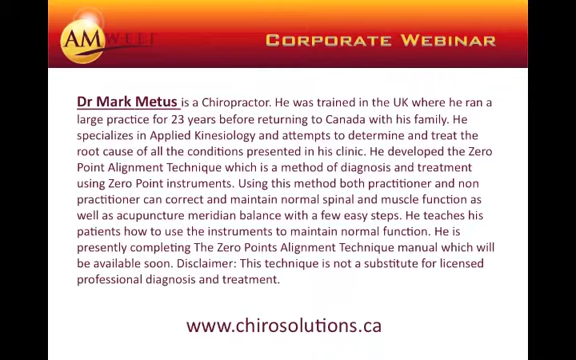 AMWELL
CORPORATE WEBINAR
Dr Mark Metus is a Chiropractor. He was trained in the UK where he ran a
large practice for 23 years before returning to Canada with his family. He
specializes in Applied Kinesiology and attempts to determine and treat the
root cause of all the conditions presented in his clinic. He developed the Zero
Point Alignment Technique which is a method of diagnosis and treatment
using Zero Point instruments. Using this method both practitioner and non
practitioner can correct and maintain normal spinal and muscle function as
well as acupuncture meridian balance with a few easy steps. He teaches his
patients how to use the instruments to maintain normal function. He is
presently completing The Zero Points Alignment Technique manual which will
be available soon. Disclaimer: This technique is not a substitute for licensed
professional diagnosis and treatment.
www.chirosolutions.ca